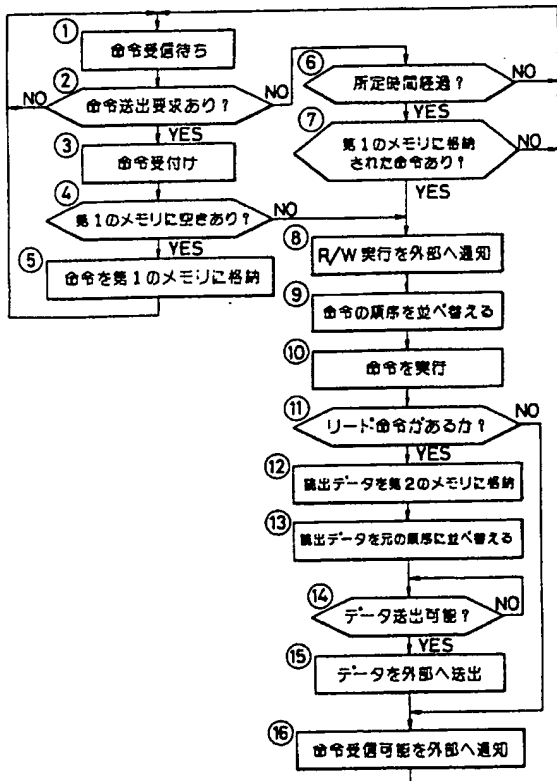 ①
命令受信待ち
②
命令送出要求あり?
NO
NO
YES
③
命令受付け
④
第1のメモリに空きあり?
NO
YES
⑤
命令を第1のメモリに格納
⑥
所定時間経過?
NO
YES
⑦
第1のメモリに格納
された命令あり?
NO
YES
⑧
R/W実行を外部へ通知
⑨
命令の順序を並べ替える
⑩
命令を実行
⑪
リード命令があるか?
NO
YES
⑫
読出データを第2のメモリに格納
⑬
読出データを元の順序に並べ替える
⑭
データ送出可能?
NO
YES
⑮
データを外部へ送出
⑯
命令受信可能を外部へ通知